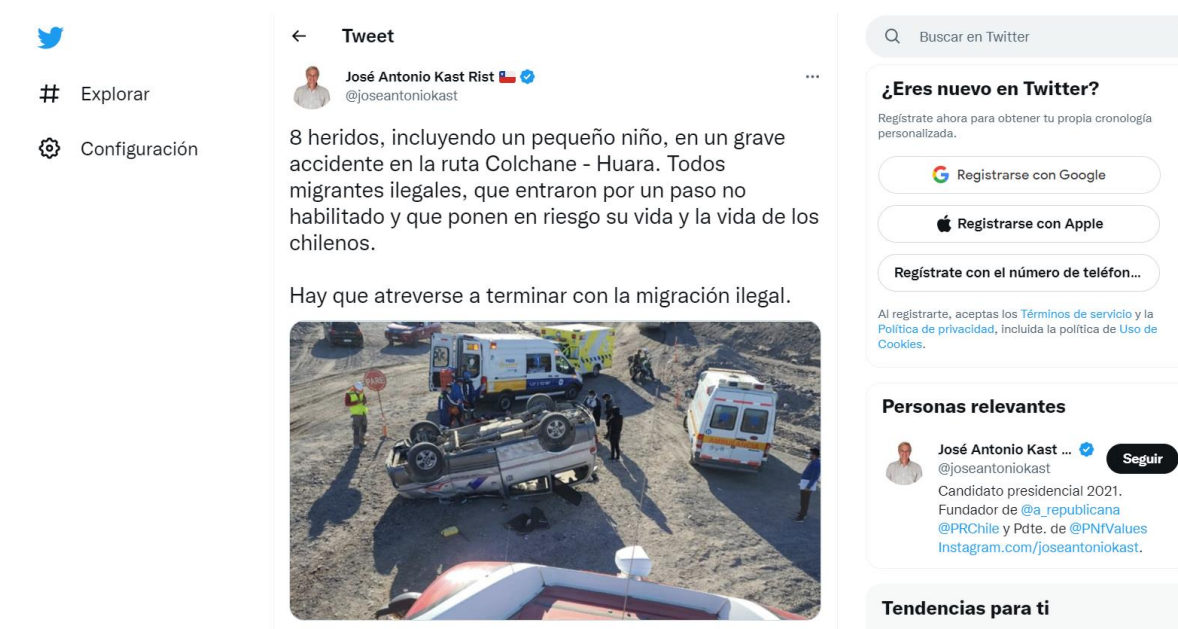 Explorar
Configuración
Tweet
José Antonio Kast Rist
@joseantoniokast
8 heridos, incluyendo un pequeño niño, en un grave
accidente en la ruta Colchane - Huara. Todos
migrantes ilegales, que entraron por un paso no
habilitado y que ponen en riesgo su vida y la vida de los
chilenos.
Hay que atreverse a terminar con la migración ilegal.
PARE
AMBULANCIA
Buscar en Twitter
¿Eres nuevo en Twitter?
Regístrate ahora para obtener tu propia cronología
personalizada.
Registrarse con Google
Registrarse con Apple
Regístrate con el número de teléfon...
Al registrarte, aceptas los Términos de servicio y la
Política de privacidad, incluida la política de Uso de
Cookies.
Personas relevantes
José Antonio Kast ...
@joseantoniokast
Seguir
Candidato presidencial 2021.
Fundador de @a_republicana
@PRChile y Pdte. de @PNfValues
Instagram.com/joseantoniokast.
Tendencias para ti